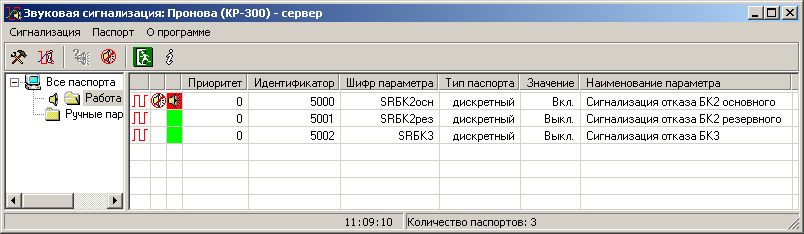 Звуковая сигнализация: Пронова (КР-300) - сервер
Сигнализация Паспорт О программе
Все паспорта
Работа
Ручные пар
Приоритет Идентификатор Шифр параметра Тип паспорта Значение Наименование параметра
0 5000 SRБК2осн дискретный Вкл. Сигнализация отказа БК2 основного
0 5001 SRБК2рез дискретный Выкл. Сигнализация отказа БК2 резервного
0 5002 SRБК3 дискретный Выкл. Сигнализация отказа БК3
11:09:10 Количество паспортов: 3